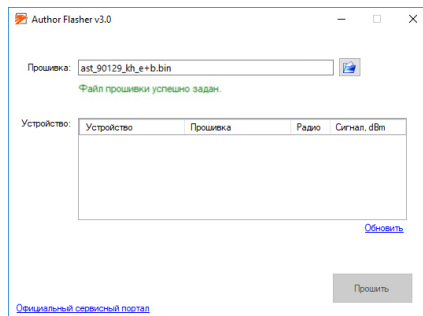 Author Flasher v3.0
Прошивка: ast_90129_kh_e+b.bin
Файл прошивки успешно задан.
Устройство: Устройство Прошивка Радио Сигнал, dBm
Обновить
Прошить
Официальный сервисный портал